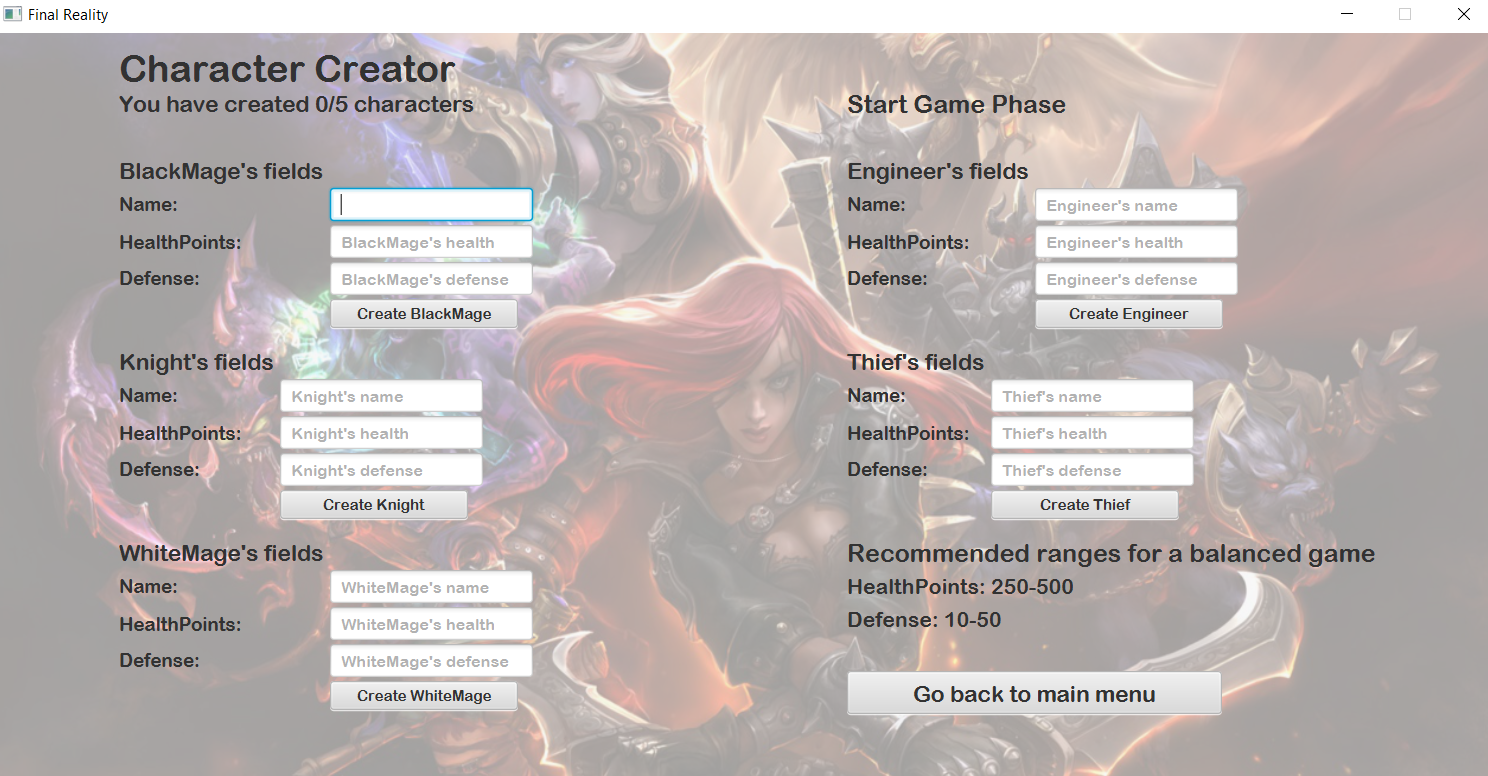 Final Reality
Character Creator
You have created 0/5 characters
Start Game Phase
BlackMage's fields
Name:
HealthPoints: BlackMage's health
Defense: BlackMage's defense
Create BlackMage
Engineer's fields
Name: Engineer's name
HealthPoints: Engineer's health
Defense: Engineer's defense
Create Engineer
Knight's fields
Name: Knight's name
HealthPoints: Knight's health
Defense: Knight's defense
Create Knight
Thief's fields
Name: Thief's name
HealthPoints: Thief's health
Defense: Thief's defense
Create Thief
WhiteMage's fields
Name: WhiteMage's name
HealthPoints: WhiteMage's health
Defense: WhiteMage's defense
Create WhiteMage
Recommended ranges for a balanced game
HealthPoints: 250-500
Defense: 10-50
Go back to main menu